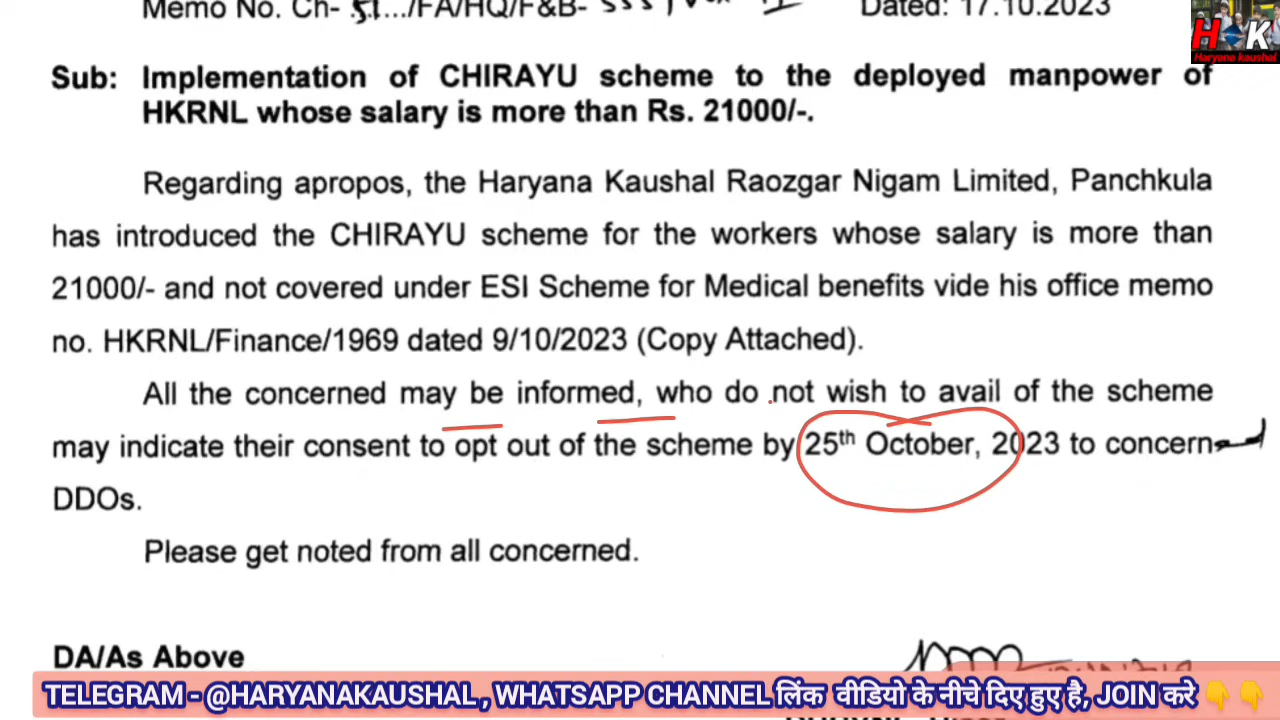 Memo No. Ch- 51.../FA/HQ/F&B- Dated: 17.10.2023
H K
Haryana kaushal
Sub: Implementation of CHIRAYU scheme to the deployed manpower of
HKRNL whose salary is more than Rs. 21000/-.
Regarding apropos, the Haryana Kaushal Raozgar Nigam Limited, Panchkula
has introduced the CHIRAYU scheme for the workers whose salary is more than
21000/- and not covered under ESI Scheme for Medical benefits vide his office memo
no. HKRNL/Finance/1969 dated 9/10/2023 (Copy Attached).
All the concerned may be informed, who do not wish to avail of the scheme
may indicate their consent to opt out of the scheme by 25th October, 2023 to concern
DDOs.
Please get noted from all concerned.
DA/As Above
TELEGRAM - @HARYANAKAUSHAL , WHATSAPP CHANNEL लिंक वीडियो के नीचे दिए हुए है, JOIN करे 👇👇